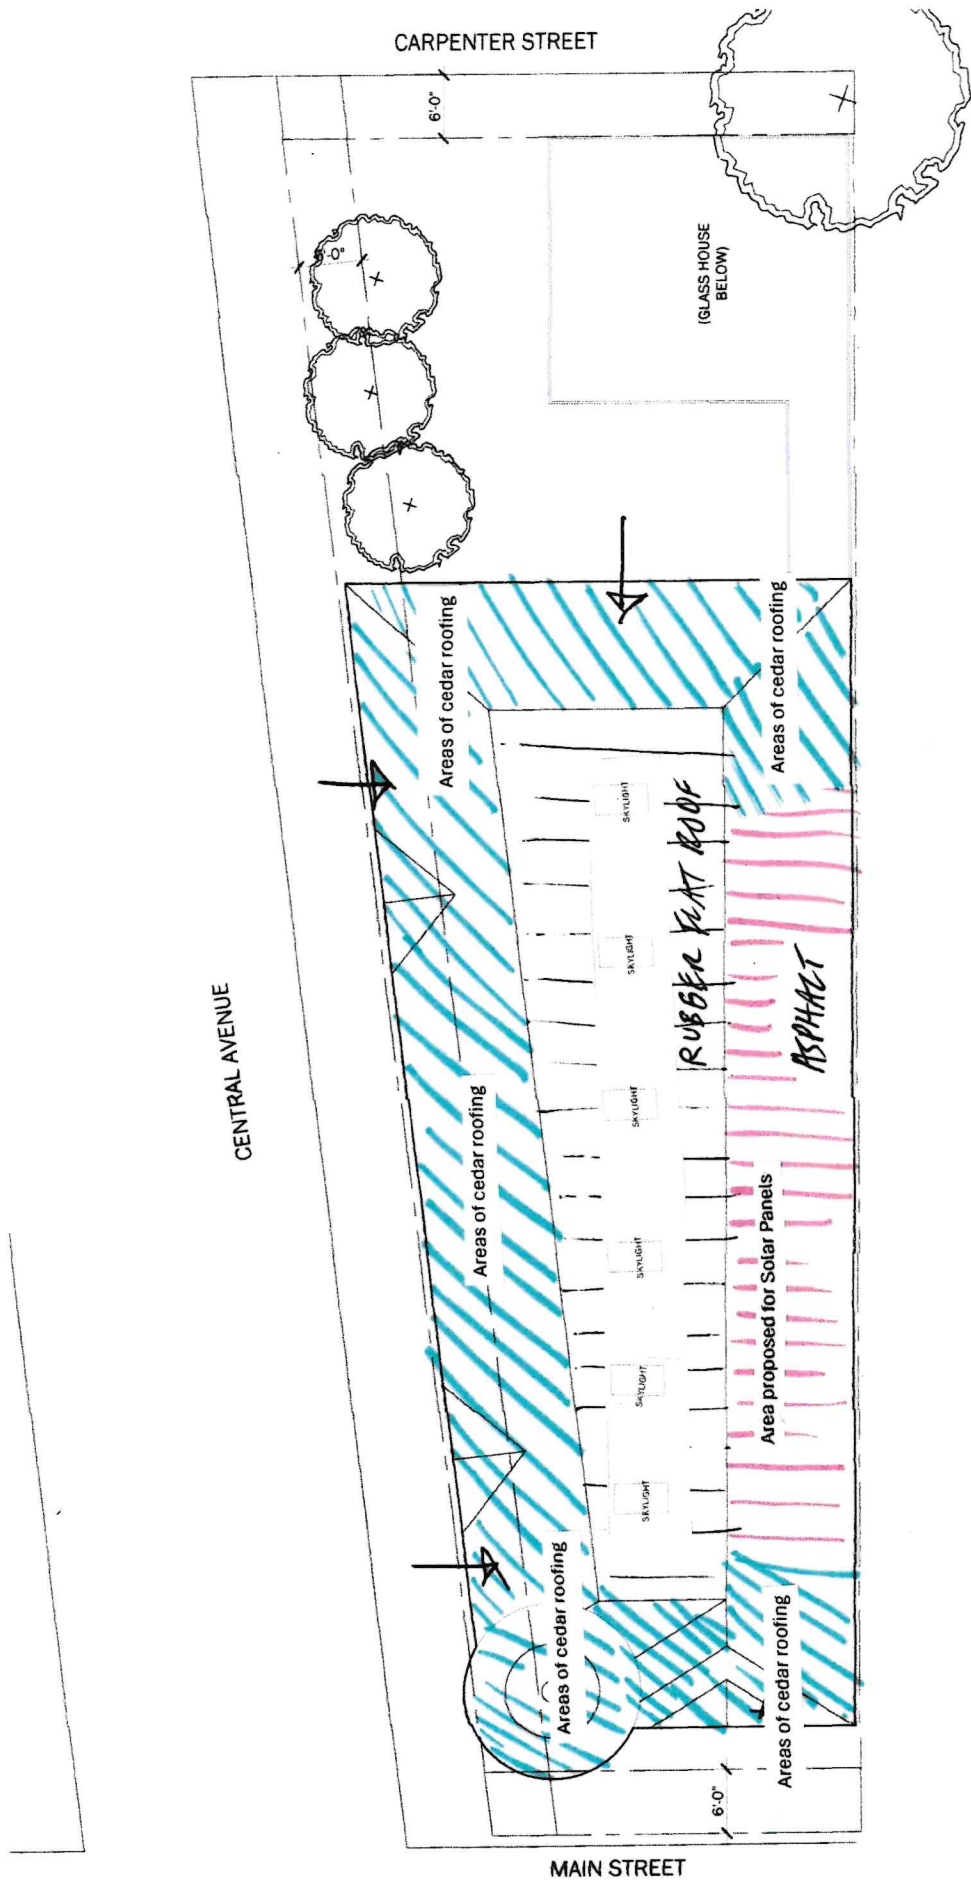 CARPENTER STREET
6'-0"
(GLASS HOUSE
BELOW)
Areas of cedar roofing
Areas of cedar roofing
SKYLIGHT
RUBBER FLAT ROOF
SKYLIGHT
ASPHALT
CENTRAL AVENUE
SKYLIGHT
Areas of cedar roofing
Area proposed for Solar Panels
SKYLIGHT
SKYLIGHT
SKYLIGHT
Areas of cedar roofing
Areas of cedar roofing
6'-0"
MAIN STREET